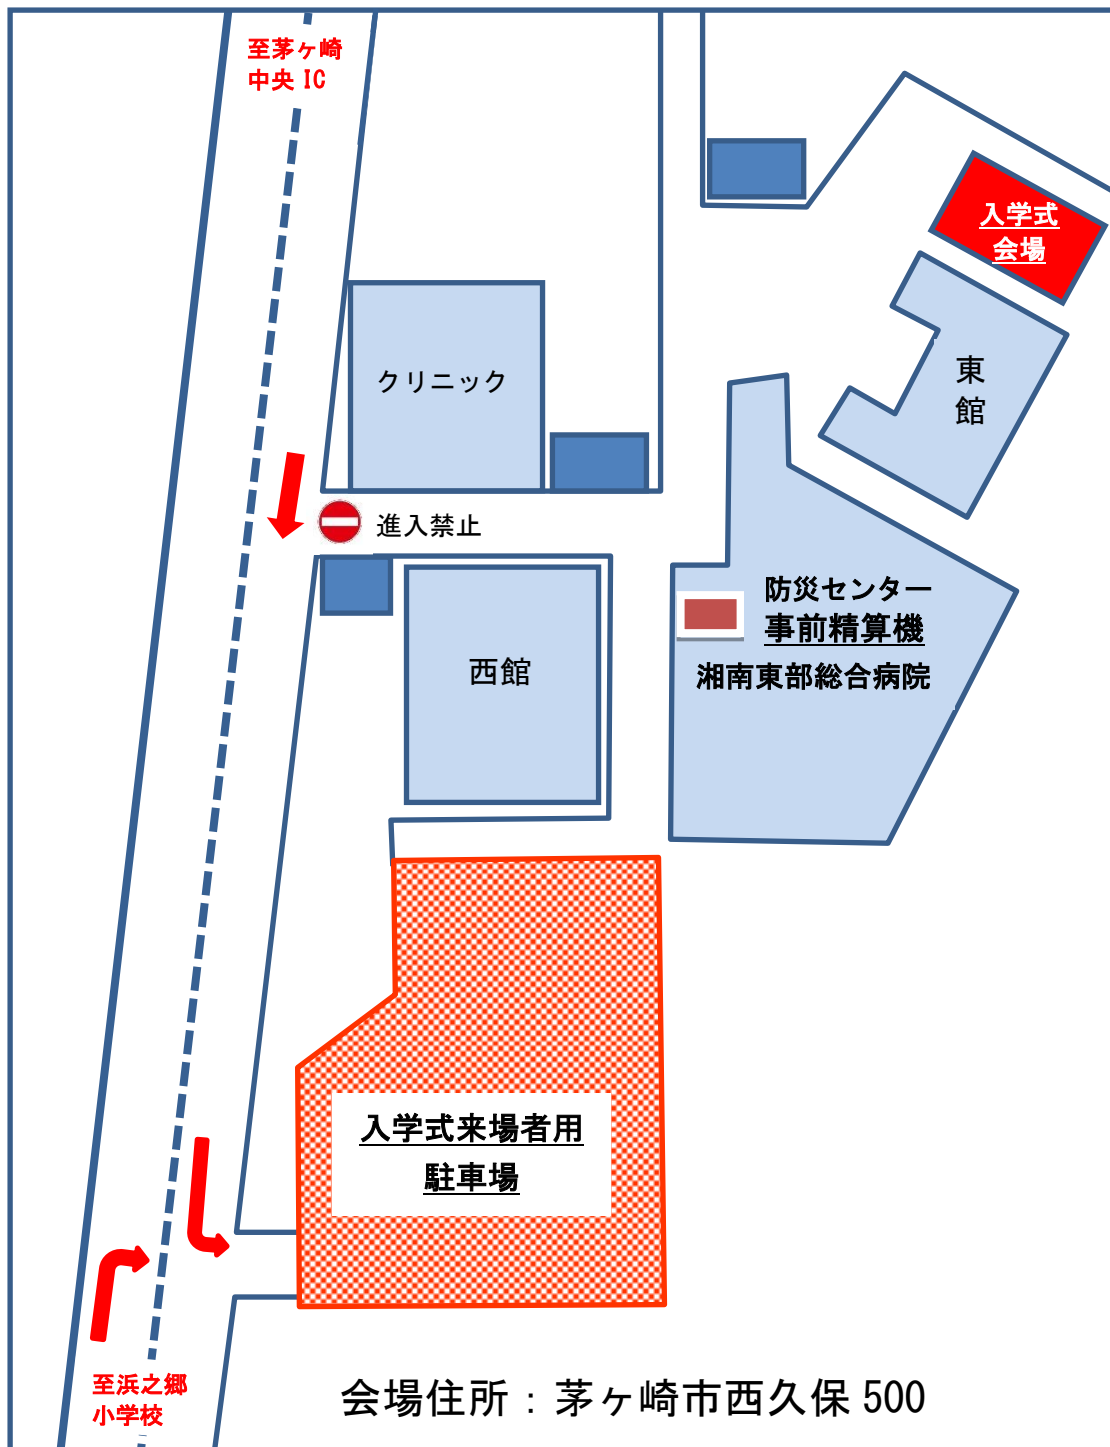 至茅ヶ崎
中央 IC
入学式
会場
クリニック
東
館
進入禁止
防災センター
事前精算機
湘南東部総合病院
西館
入学式来場者用
駐車場
至浜之郷
小学校
会場住所：茅ヶ崎市西久保 500